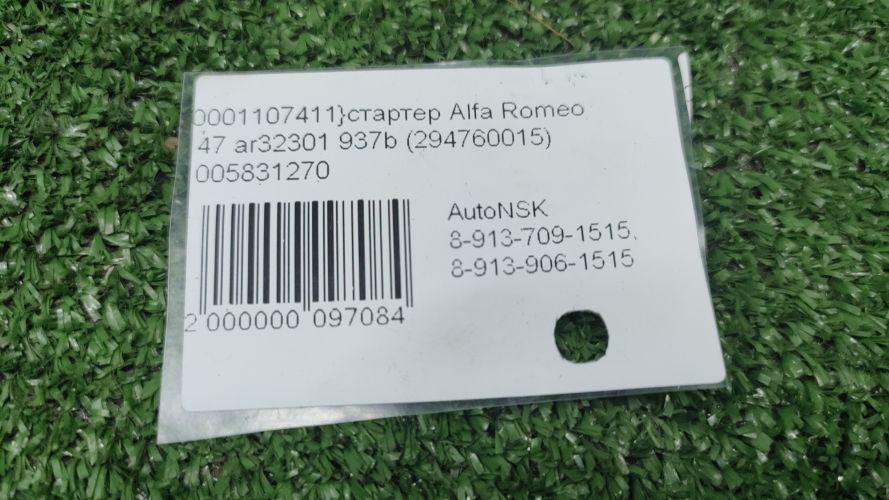 0001107411}стартер Alfa Romeo
47 ar32301 937b (294760015)
005831270
AutoNSK
8-913-709-1515,
8-913-906-1515
2 000000 097084